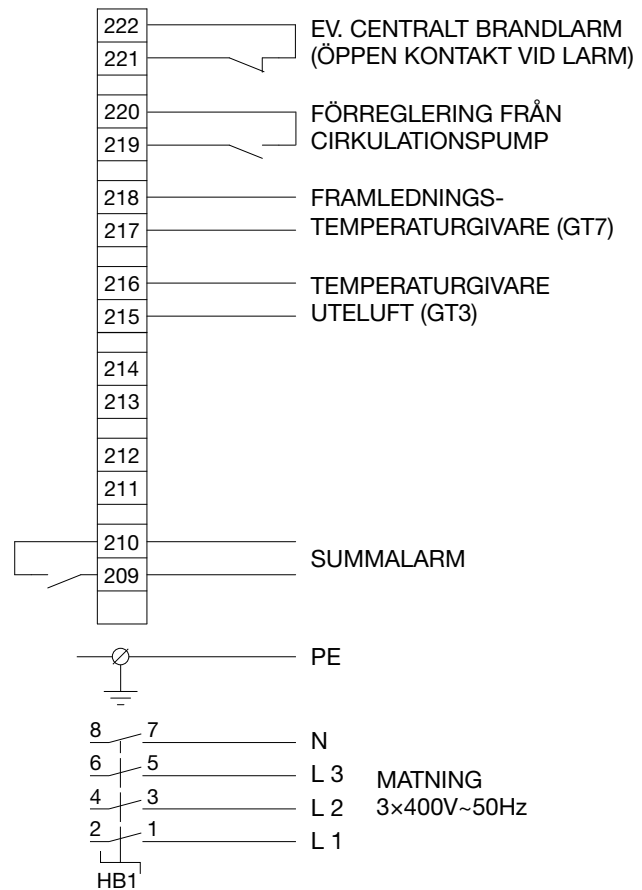 222
221
EV. CENTRALT BRANDLARM
(ÖPPEN KONTAKT VID LARM)
220
219
FÖRREGLERING FRÅN
CIRKULATIONSPUMP
218
217
FRAMLEDNINGS-
TEMPERATURGIVARE (GT7)
216
215
TEMPERATURGIVARE
UTELUFT (GT3)
214
213
212
211
210
209
SUMMALARM
PE
8 7 N
6 5 L 3
4 3 L 2
2 1 L 1
MATNING
3×400V~50Hz
HB1